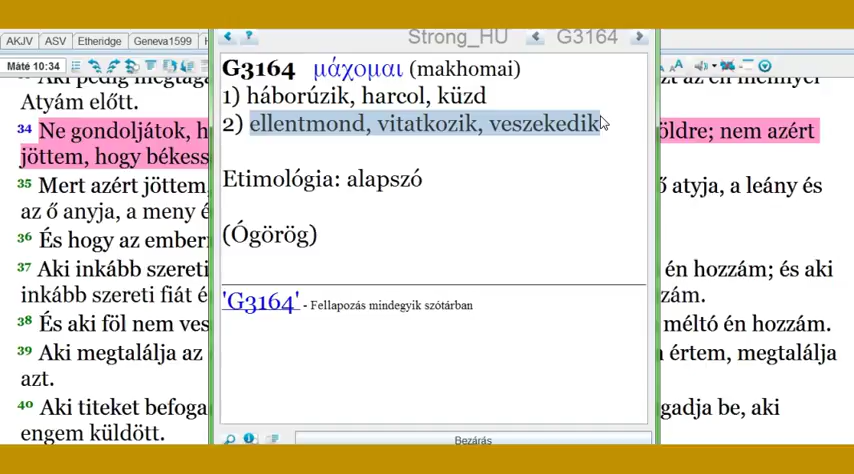 Strong_HU G3164
AKJV ASV Etheridge Geneva1599
Máté 10:34
G3164 μάχομαι (makhomai)
1) háborúzik, harcol, küzd
2) ellentmond, vitatkozik, veszekedik
Etimológia: alapszó
(Ógörög)
'G3164' - Fellapozás mindegyik szótárban
Bezárás
Atyám előtt.
34 Ne gondoljátok, h öldre; nem azért
jöttem, hogy békess
35 Mert azért jöttem, ő atyja, a leány és
az ő anyja, a meny é
36 És hogy az ember
37 Aki inkább szereti én hozzám; és aki
inkább szereti fiát é zám.
38 És aki föl nem ves méltó én hozzám.
39 Aki megtalálja az értem, megtalálja
azt.
40 Aki titeket befoga gadja be, aki
engem küldött.